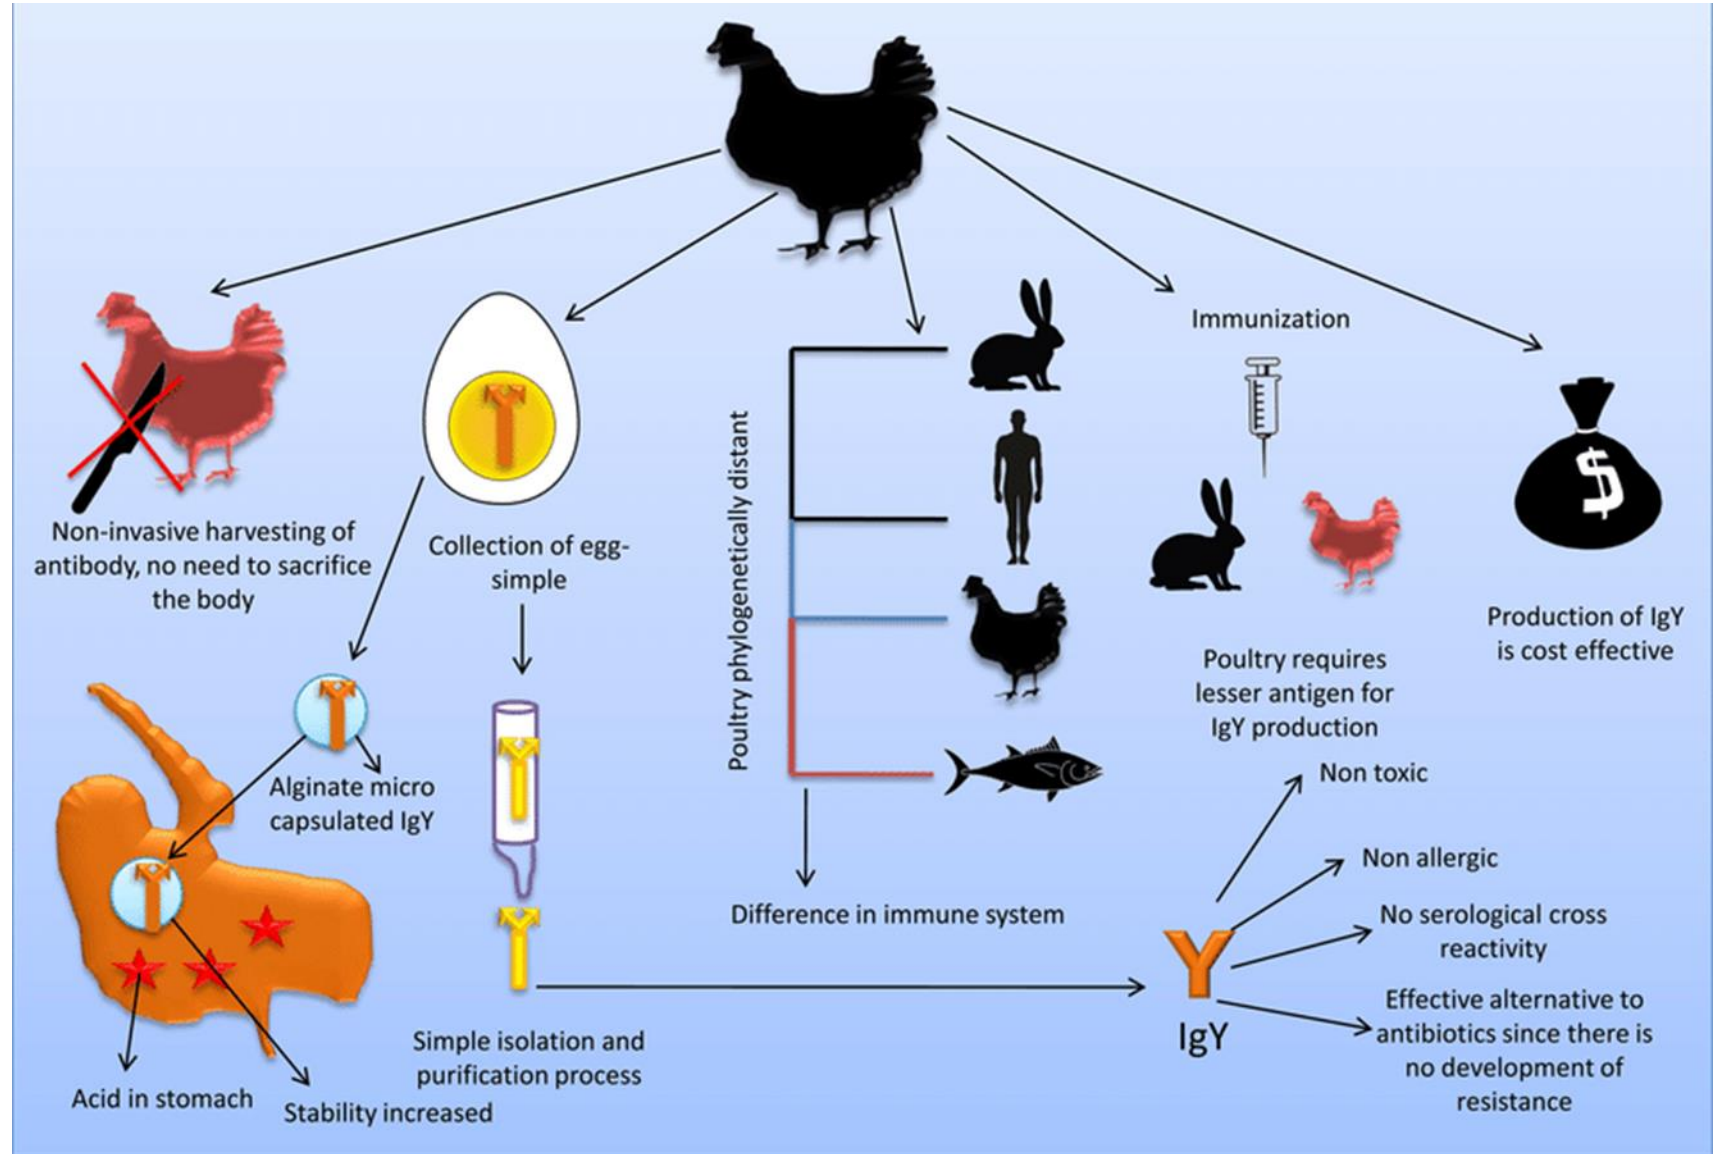 Immunization
Non-invasive harvesting of
antibody, no need to sacrifice
the body
Collection of egg-
simple
Poultry phylogenetically distant
Production of IgY
is cost effective
Poultry requires
lesser antigen for
IgY production
Alginate micro
capsulated IgY
Difference in immune system
Non toxic
Non allergic
No serological cross
reactivity
Effective alternative to
antibiotics since there is
no development of
resistance
IgY
Simple isolation and
purification process
Acid in stomach
Stability increased
$